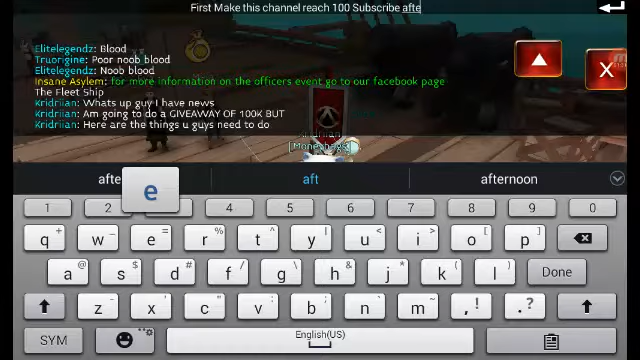 First Make this channel reach 100 Subscribe afte
Elitelegendz: Blood
Truorigine: Poor noob blood
Elitelegendz: Noob blood
Insane Asylem: for more information on the officers event go to our facebook page
The Fleet Ship
Kridriian: Whats up guy I have news
Kridriian: Am going to do a GIVEAWAY OF 100K BUT
Kridriian: Here are the things u guys need to do
X
afte
aft
afternoon
e
1 2 3 4 5 6 7 8 9 0
q + w - e = r % t ^ y | u < i > o [ p ]
a @ s $ d # f / g \ h & j * k ( l ) Done
z - x ' c " v : b ; n ~ m , ! . ?
SYM English(US)